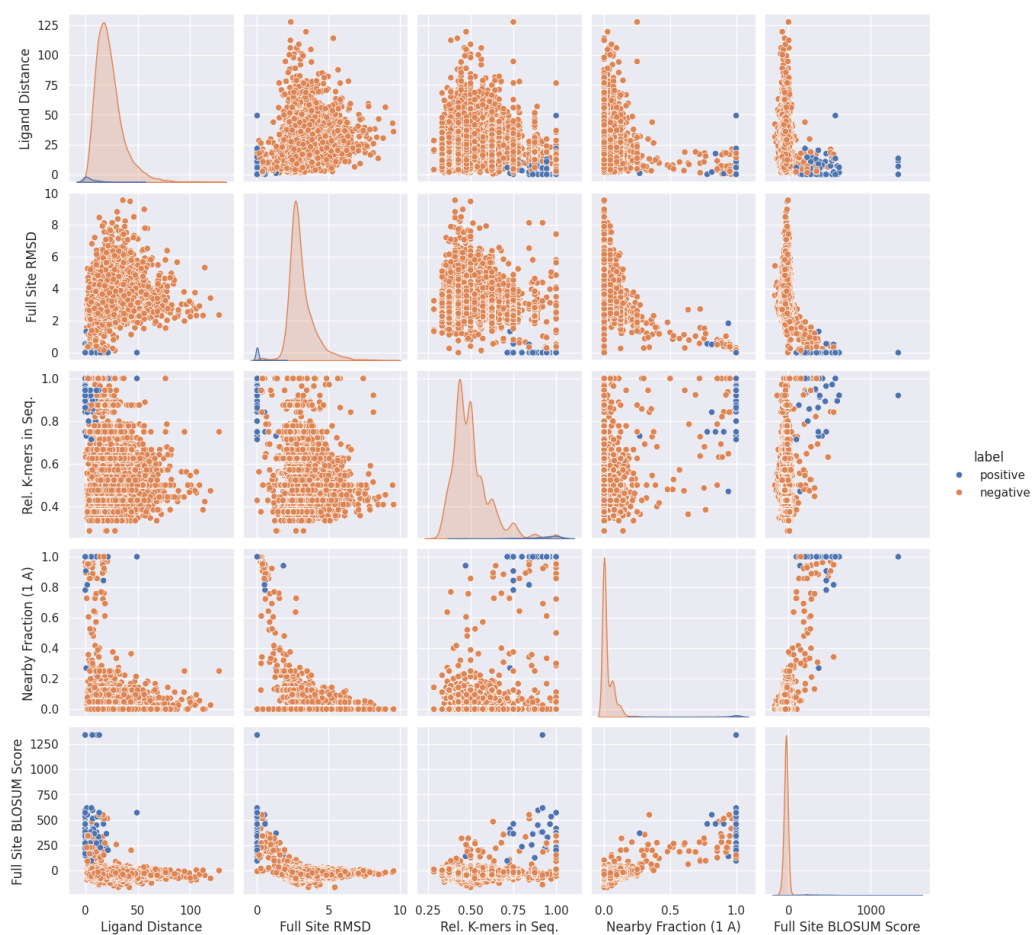 125
100
75
50
25
0
Ligand Distance
10
8
6
4
2
0
Full Site RMSD
1.0
0.8
0.6
0.4
Rel. K-mers in Seq.
label
positive
negative
1.0
0.8
0.6
0.4
0.2
0.0
Nearby Fraction (1 A)
1250
1000
750
500
250
0
Full Site BLOSUM Score
0 50 100
Ligand Distance
0 5 10
Full Site RMSD
0.25 0.50 0.75 1.00
Rel. K-mers in Seq.
0.0 0.5 1.0
Nearby Fraction (1 A)
0 1000
Full Site BLOSUM Score